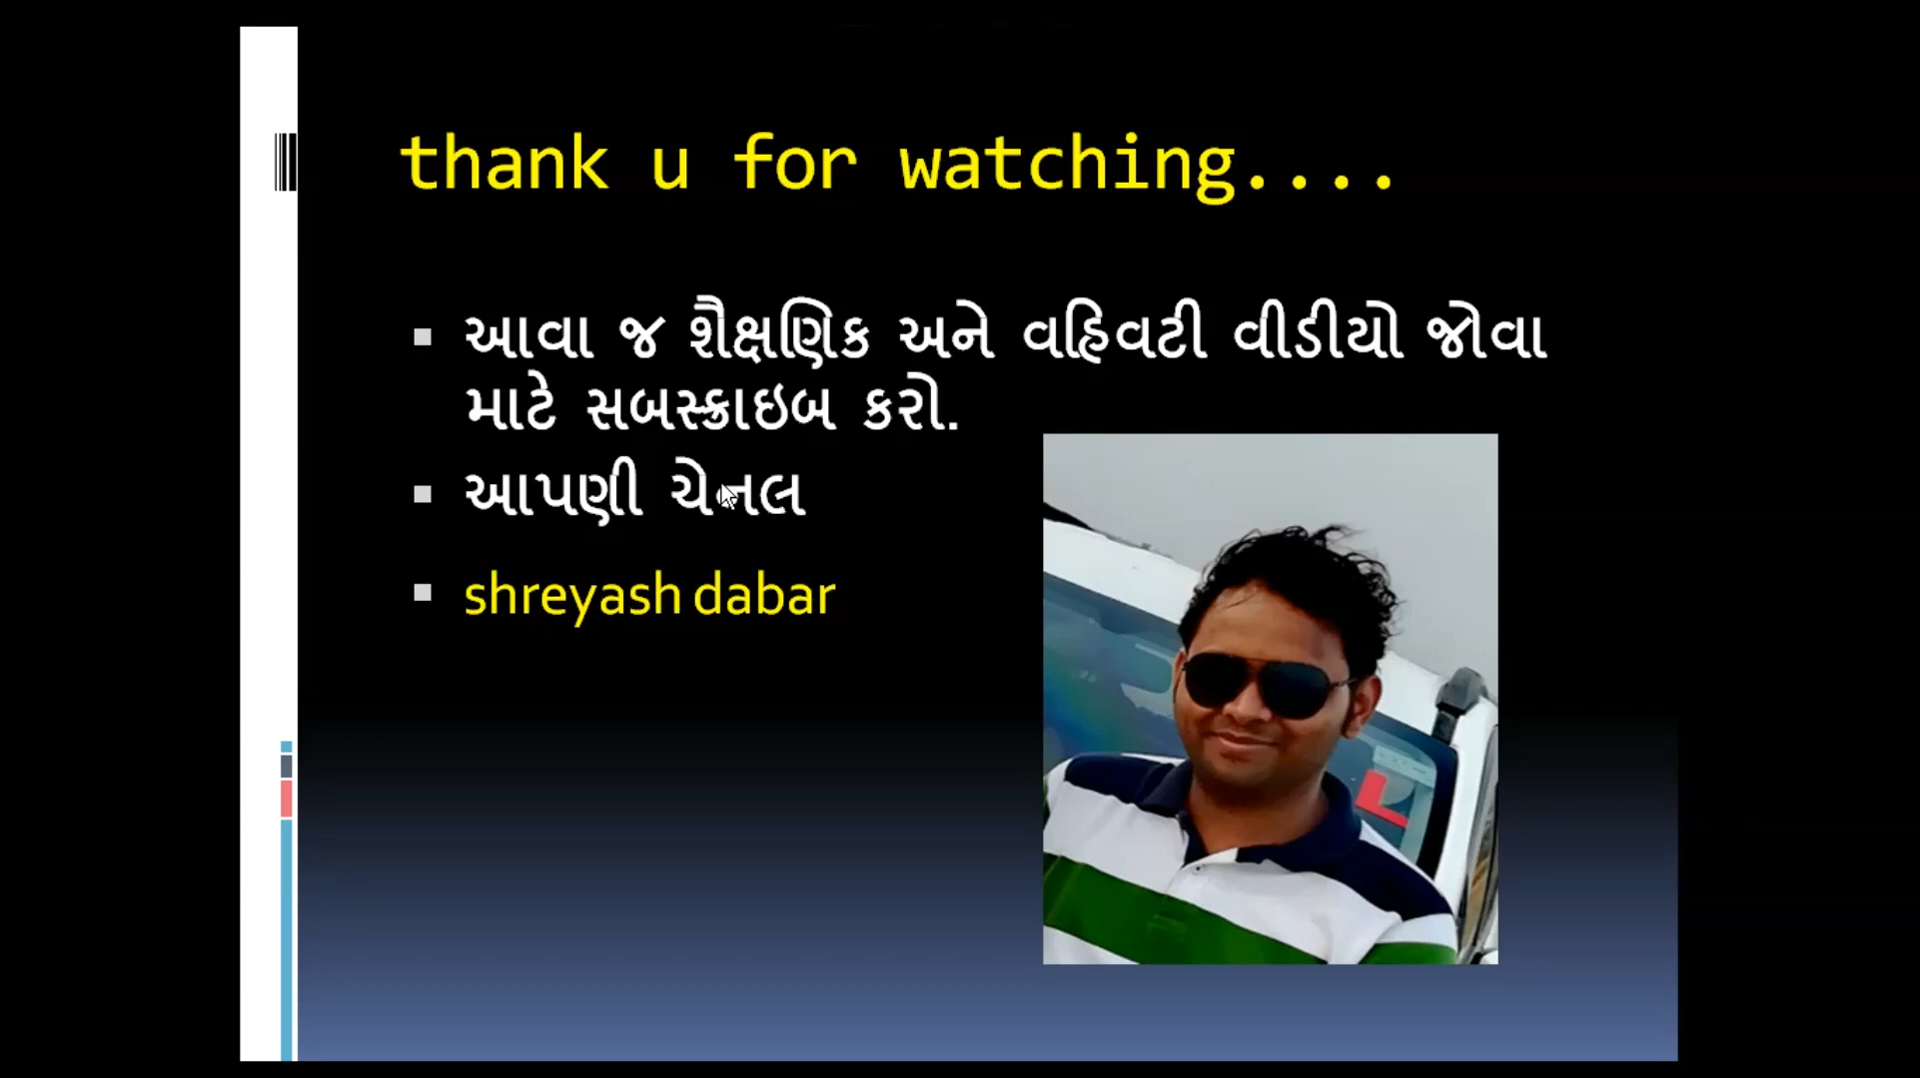 thank u for watching....
આવા જ શૈક્ષણિક અને વહિવટી વીડીયો જોવા
માટે સબસ્ક્રાઇબ કરો.
આપણી ચેનલ
shreyash dabar